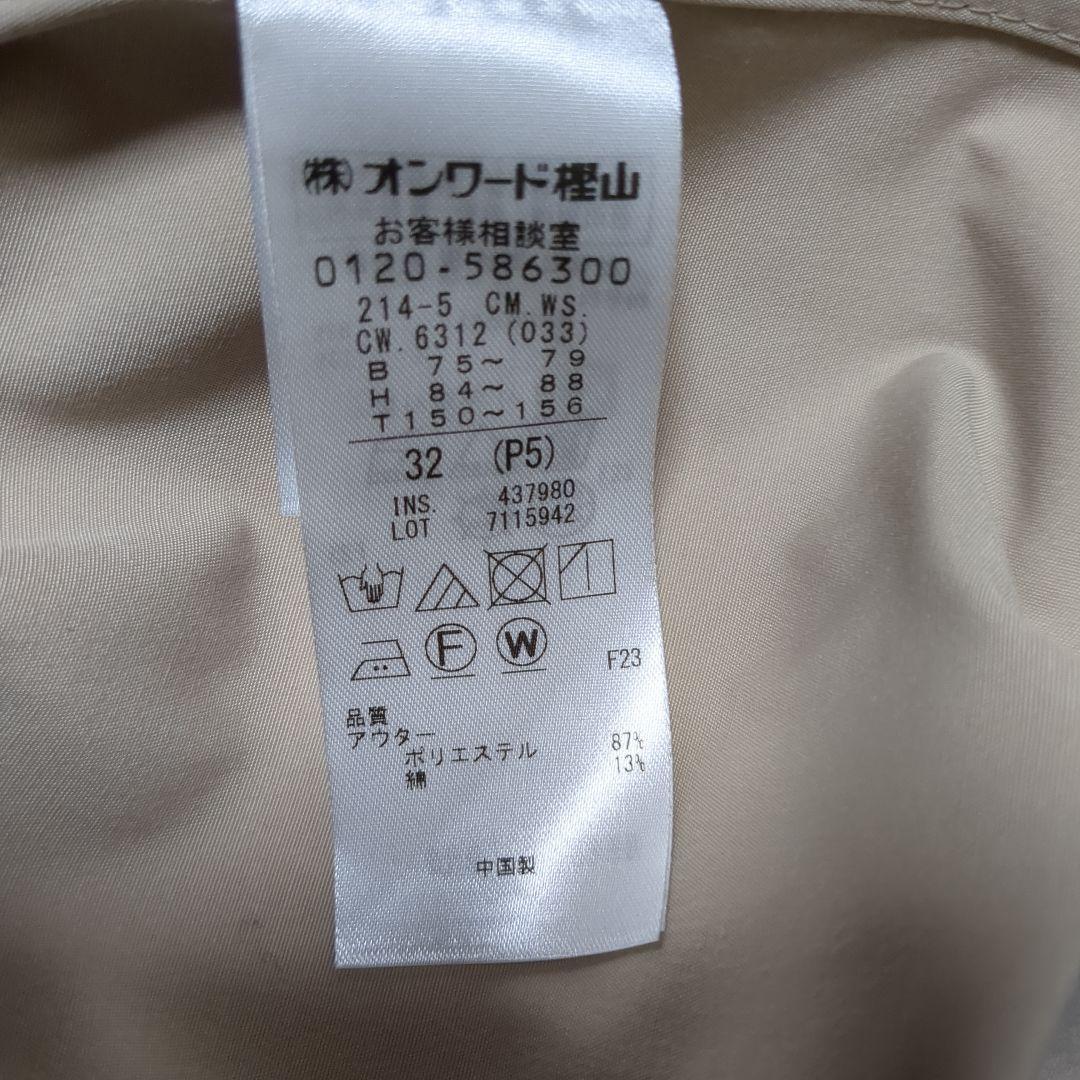 ㈱オンワード樫山
お客様相談室
0120-586300
214-5 CM.WS.
CW.6312 (033)
B 75～ 79
H 84～ 88
T 150～156
32 (P5)
INS. 437980
LOT 7115942
F W F23
品質
アウター
ポリエステル 87%
綿 13%
中国製